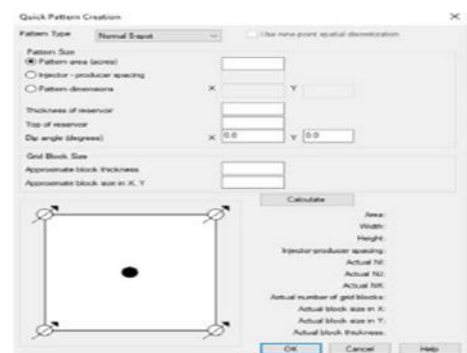 Quick Pattern Creation
Pattern Type Normal 5-spot Use nine-point spatial discretization
Pattern Size
Pattern area (acres)
Injector - producer spacing
Pattern dimensions X Y
Thickness of reservoir
Top of reservoir
Dip angle (degrees) X 0.0 Y 0.0
Grid Block Size
Approximate block thickness
Approximate block size in X, Y
Calculate
Area:
Width:
Height:
Injector-producer spacing:
Actual NI:
Actual NJ:
Actual NK:
Actual number of grid blocks:
Actual block size in X:
Actual block size in Y:
Actual block thickness:
OK Cancel Help